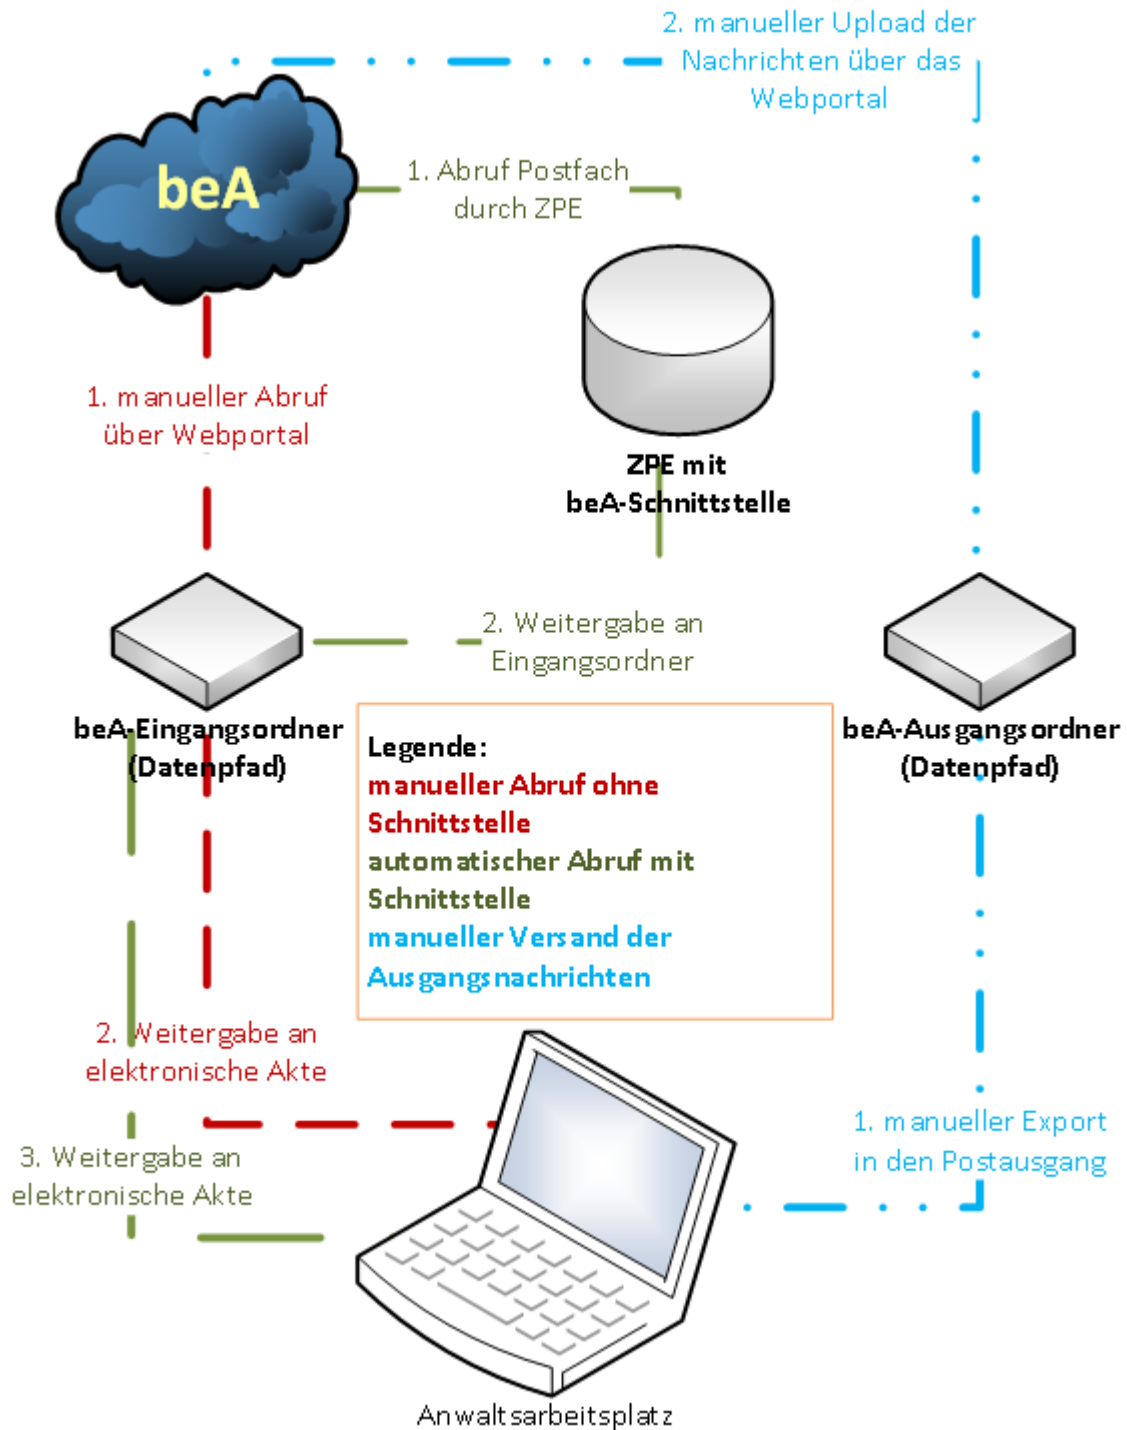 2. manueller Upload der
Nachrichten über das
Webportal
beA
1. Abruf Postfach
durch ZPE
1. manueller Abruf
über Webportal
ZPE mit
beA-Schnittstelle
2. Weitergabe an
Eingangsordner
beA-Eingangsordner
(Datenpfad)
beA-Ausgangsordner
(Datenpfad)
Legende:
manueller Abruf ohne
Schnittstelle
automatischer Abruf mit
Schnittstelle
manueller Versand der
Ausgangsnachrichten
2. Weitergabe an
elektronische Akte
3. Weitergabe an
elektronische Akte
1. manueller Export
in den Postausgang
Anwaltsarbeitsplatz